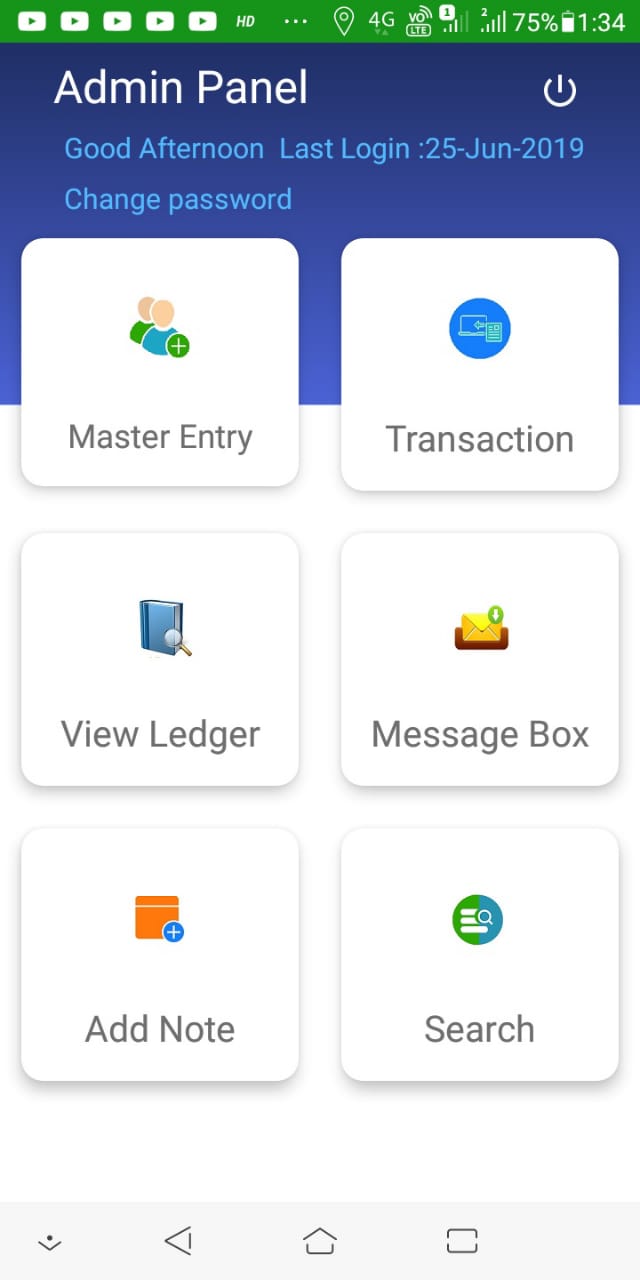 HD ... 4G VO LTE 1 2 75% 1:34
Admin Panel
Good Afternoon Last Login :25-Jun-2019
Change password
Master Entry Transaction
View Ledger Message Box
Add Note Search